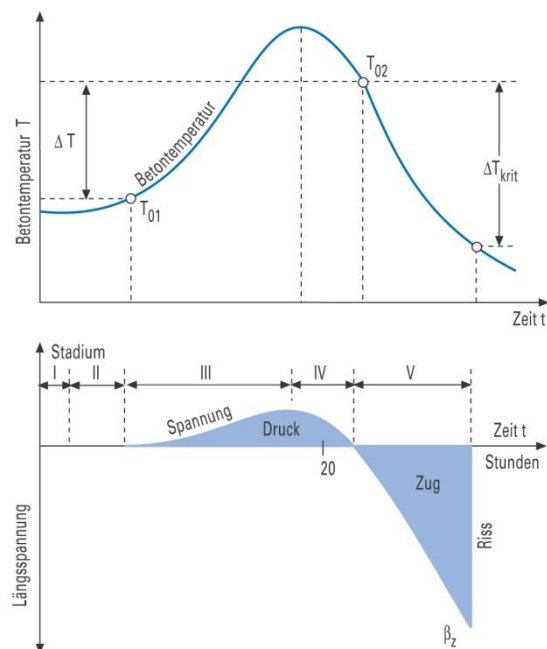 Betontemperatur T
Δ T
Betontemperatur
T01
T02
ΔTkrit
Zeit t
Stadium
I
II
III
IV
V
Spannung
Druck
20
Zeit t
Stunden
Zug
Riss
Längsspannung
βz